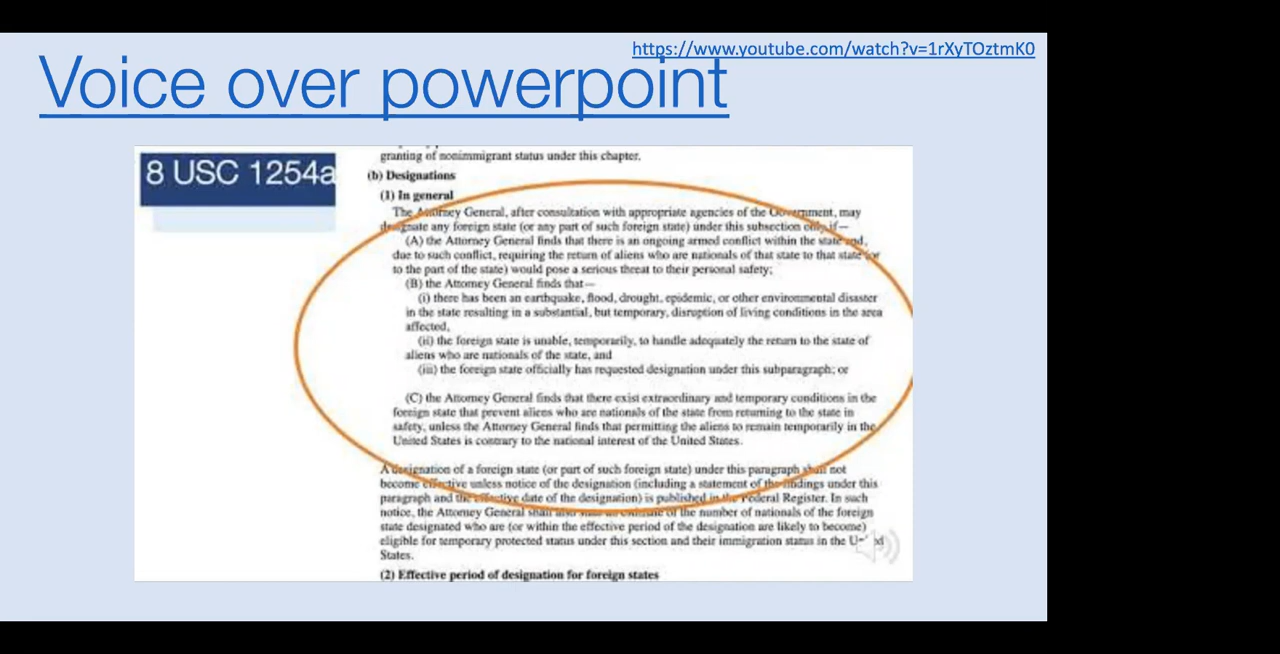 https://www.youtube.com/watch?v=1rXyTOztmK0
Voice over powerpoint
8 USC 1254a
granting of nonimmigrant status under this chapter.
(b) Designations
(1) In general
The Attorney General, after consultation with appropriate agencies of the Government, may
designate any foreign state (or any part of such foreign state) under this subsection only if—
(A) the Attorney General finds that there is an ongoing armed conflict within the state and,
due to such conflict, requiring the return of aliens who are nationals of that state to that state (or
to the part of the state) would pose a serious threat to their personal safety;
(B) the Attorney General finds that—
(i) there has been an earthquake, flood, drought, epidemic, or other environmental disaster
in the state resulting in a substantial, but temporary, disruption of living conditions in the area
affected,
(ii) the foreign state is unable, temporarily, to handle adequately the return to the state of
aliens who are nationals of the state, and
(iii) the foreign state officially has requested designation under this subparagraph; or
(C) the Attorney General finds that there exist extraordinary and temporary conditions in the
foreign state that prevent aliens who are nationals of the state from returning to the state in
safety, unless the Attorney General finds that permitting the aliens to remain temporarily in the
United States is contrary to the national interest of the United States.
A designation of a foreign state (or part of such foreign state) under this paragraph shall not
become effective unless notice of the designation (including a statement of the findings under this
paragraph and the effective date of the designation) is published in the Federal Register. In such
notice, the Attorney General shall also state an estimate of the number of nationals of the foreign
state designated who are (or within the effective period of the designation are likely to become)
eligible for temporary protected status under this section and their immigration status in the United
States.
(2) Effective period of designation for foreign states